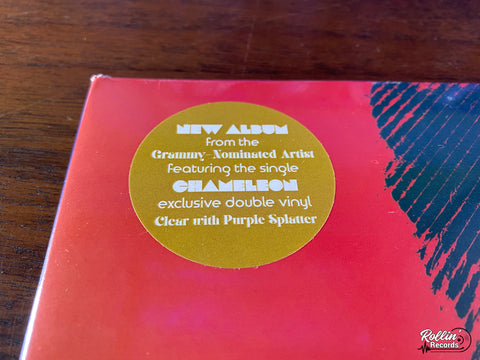 NEW ALBUM
from the
Grammy-Nominated Artist
featuring the single
CHAMELEON
exclusive double vinyl
Clear with Purple Splatter
Rollin'
Records